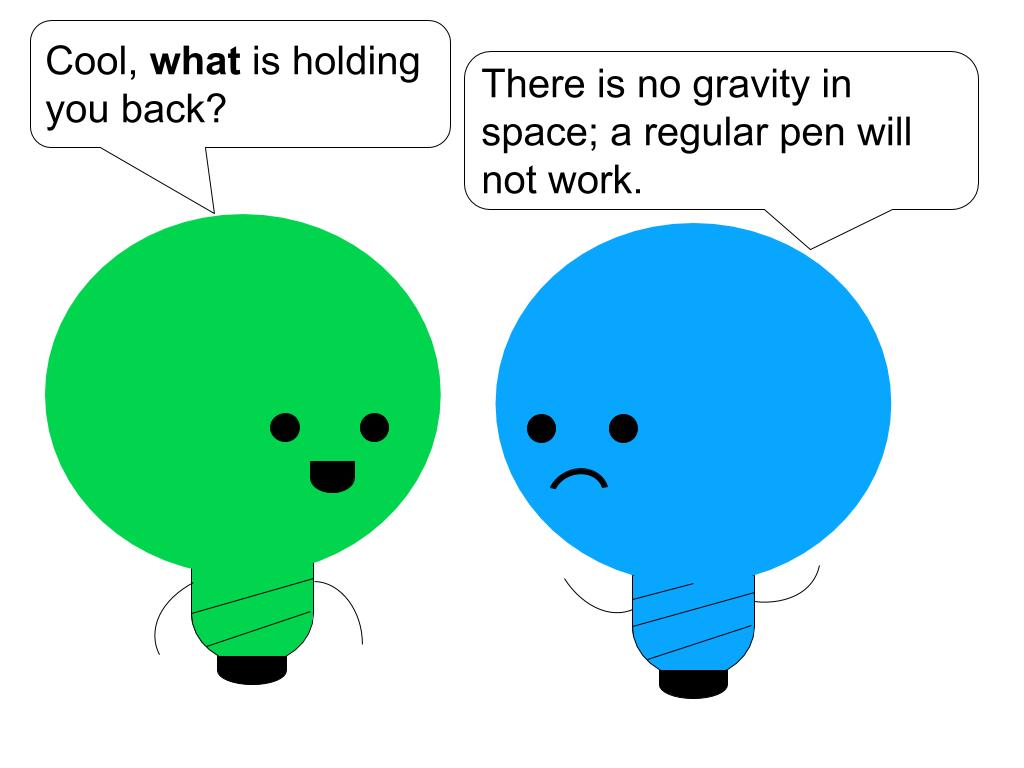 Cool, what is holding
you back?
There is no gravity in
space; a regular pen will
not work.